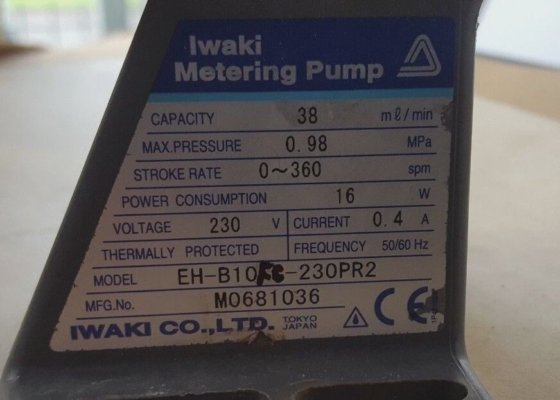 Iwaki
Metering Pump
CAPACITY 38 mℓ/min
MAX.PRESSURE 0.98 MPa
STROKE RATE 0～360 spm
POWER CONSUMPTION 16 W
VOLTAGE 230 V CURRENT 0.4 A
THERMALLY PROTECTED FREQUENCY 50/60 Hz
MODEL EH-B10FC-230PR2
MFG.No. M0681036
IWAKI CO.,LTD. TOKYO JAPAN CE